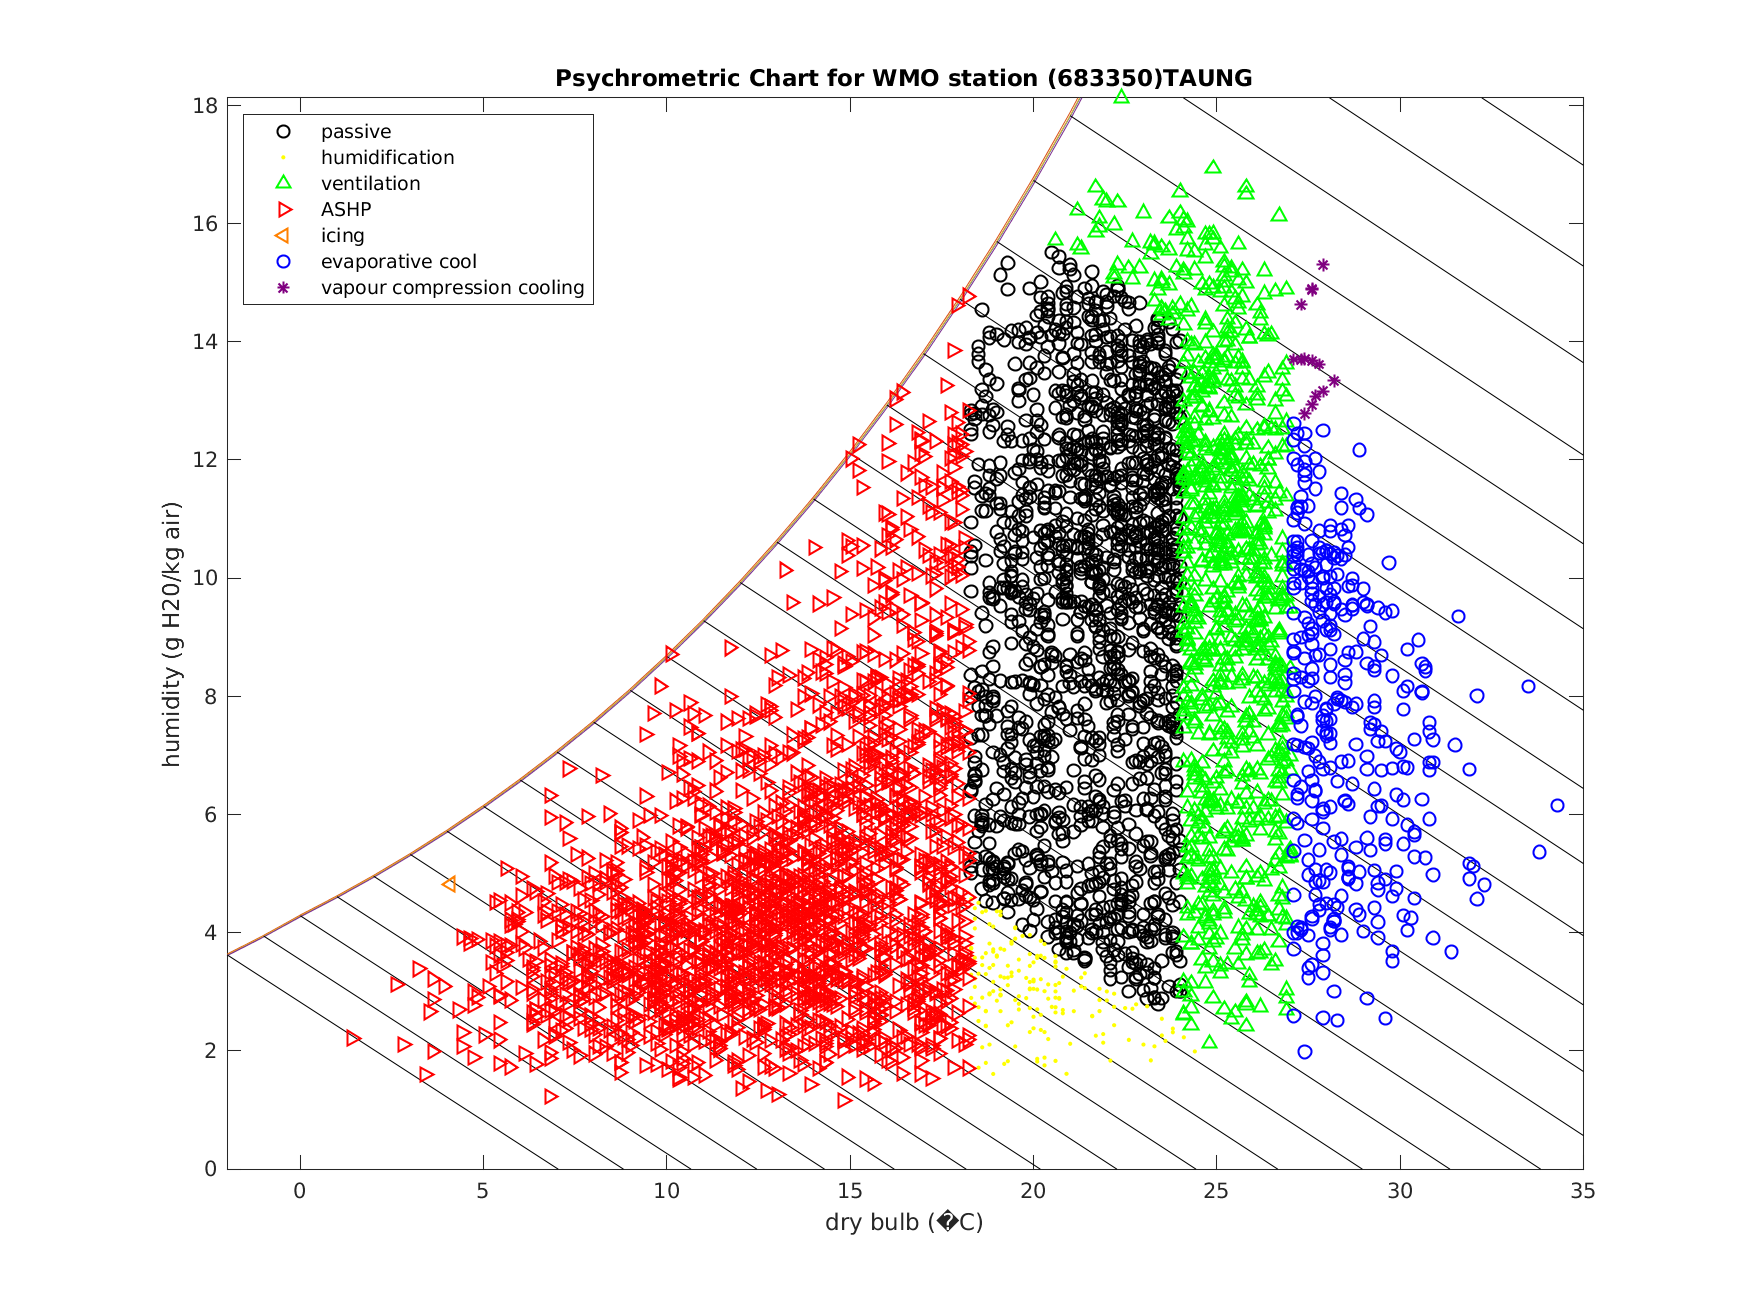 Psychrometric Chart for WMO station (683350)TAUNG
passive
humidification
ventilation
ASHP
icing
evaporative cool
vapour compression cooling
18
16
14
12
10
8
6
4
2
0
humidity (g H20/kg air)
0 5 10 15 20 25 30 35
dry bulb (�C)